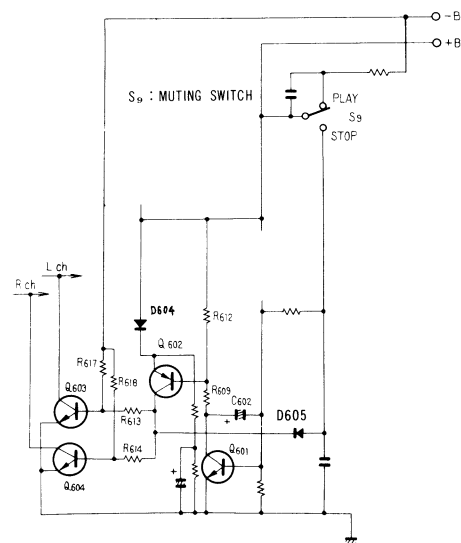 -B
+B
S₉ : MUTING SWITCH
PLAY
S₉
STOP
L ch
R ch
D604
R612
Q602
R617
R618
R609
C602
Q603
R613
+
D605
Q601
R614
+
Q604